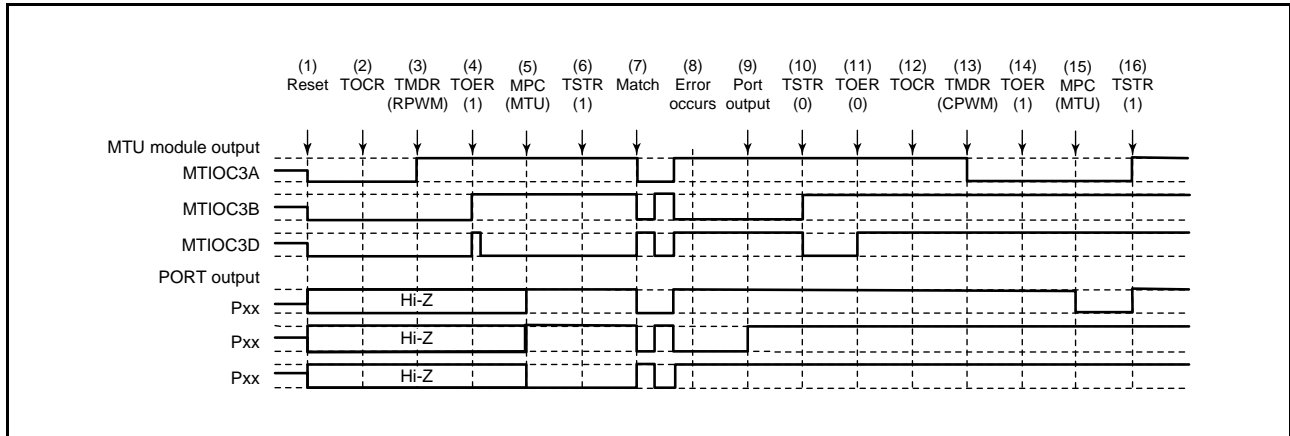 (1) (2) (3) (4) (5) (6) (7) (8) (9) (10) (11) (12) (13) (14) (15) (16)
Reset TOCR TMDR TOER MPC TSTR Match Error Port TSTR TOER TOCR TMDR TOER MPC TSTR
(RPWM) (1) (MTU) (1) occurs output (0) (0) (CPWM) (1) (MTU) (1)
MTU module output
MTIOC3A
MTIOC3B
MTIOC3D
PORT output
Pxx Hi-Z
Pxx Hi-Z
Pxx Hi-Z